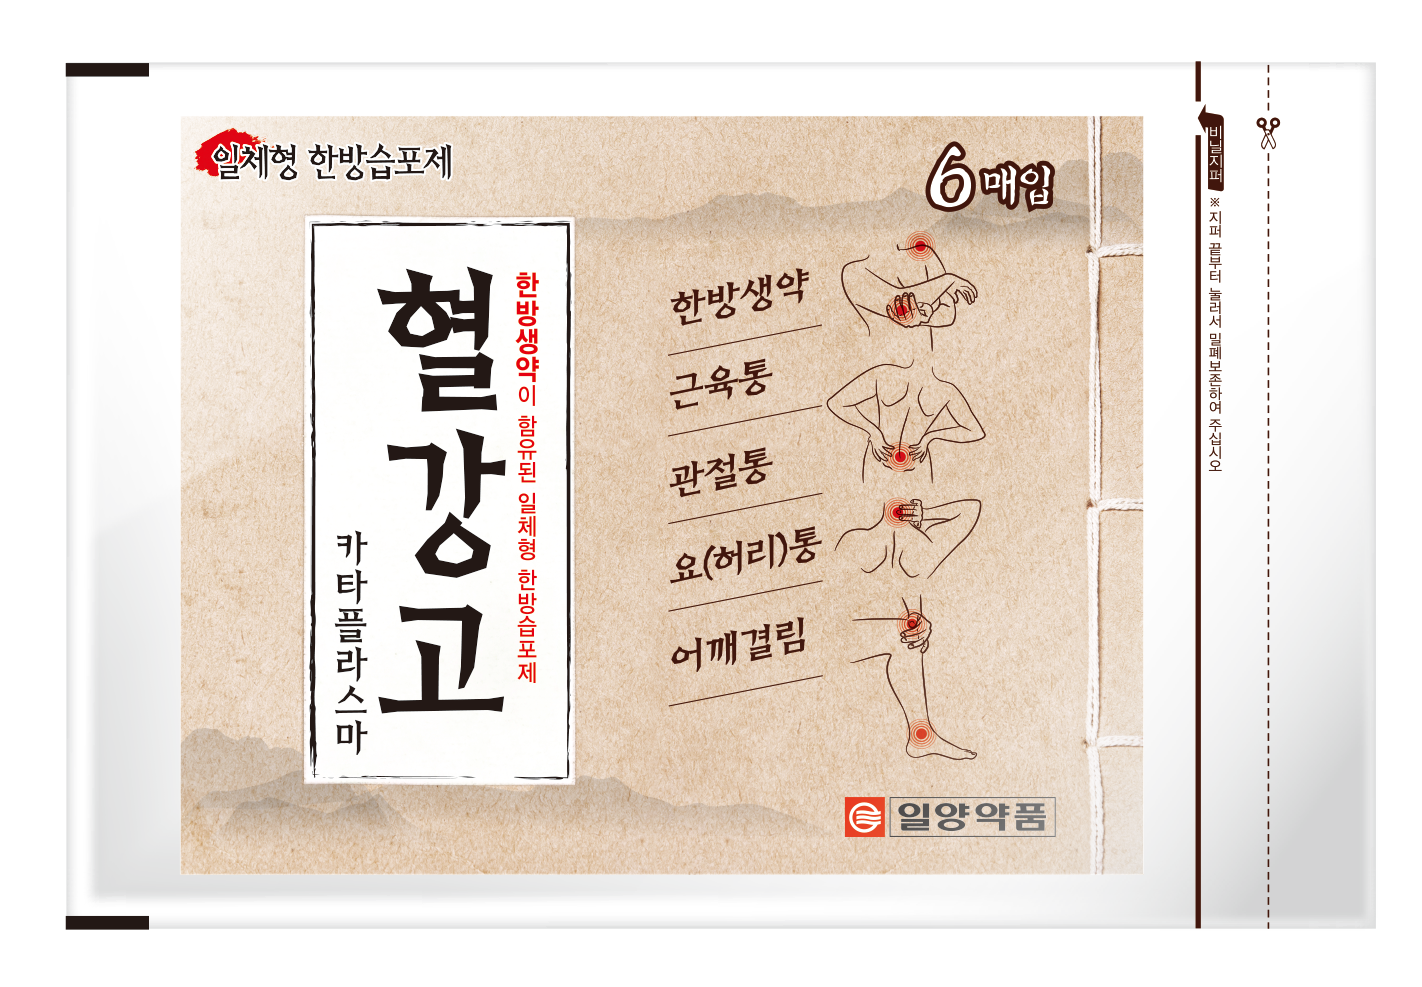 일체형 한방습포제
6매입
한방생약이 함유된 일체형 한방습포제
혈강고
카타플라스마
한방생약
근육통
관절통
요(허리)통
어깨결림
일양약품
비닐지퍼
※지퍼 끝부터 눌러서 밀폐보존하여 주십시오